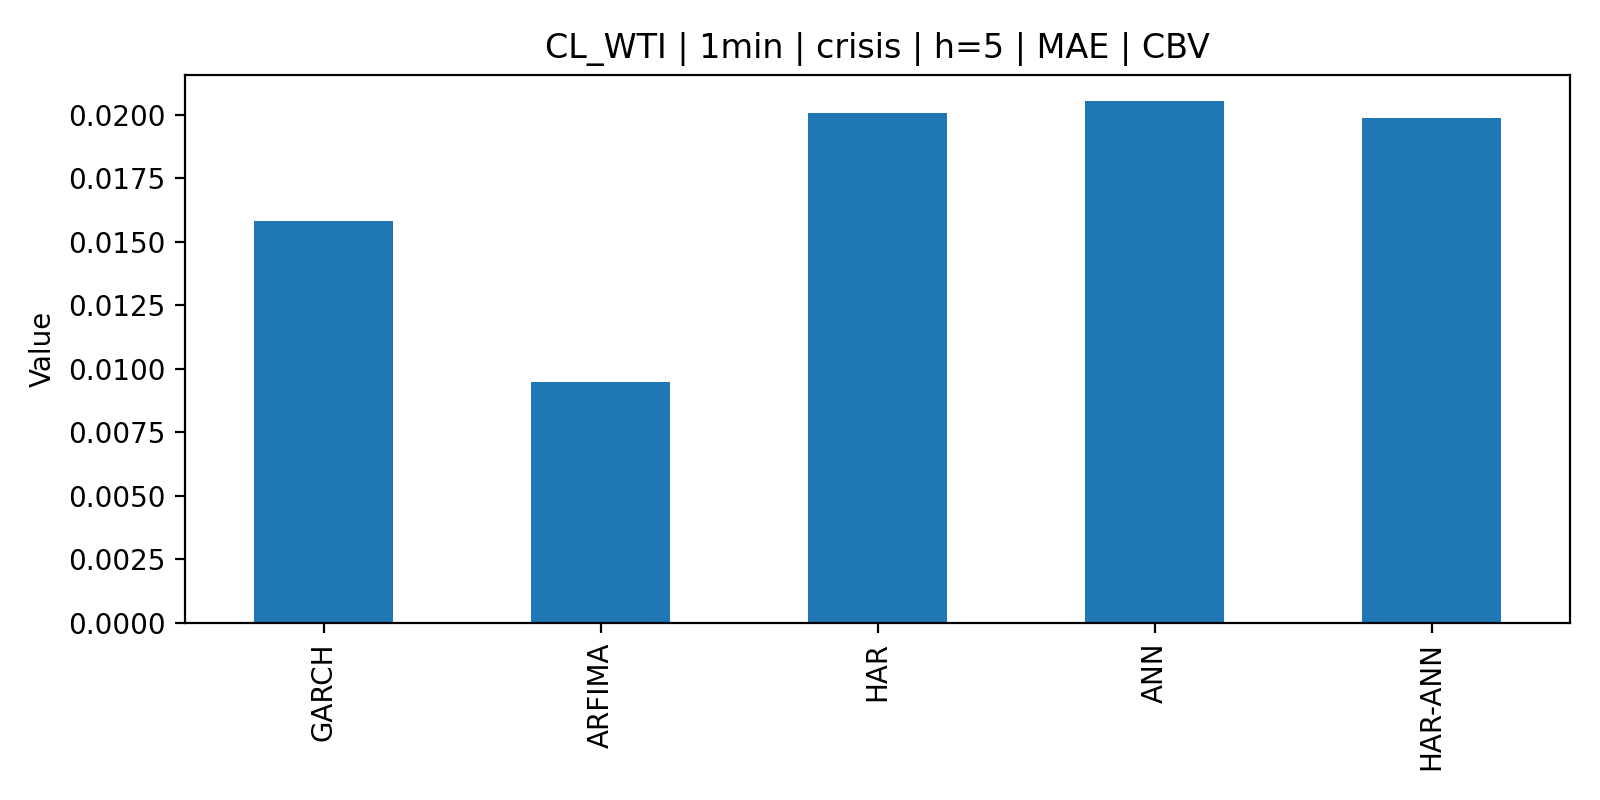 CL_WTI | 1min | crisis | h=5 | MAE | CBV
Value
0.0200
0.0175
0.0150
0.0125
0.0100
0.0075
0.0050
0.0025
0.0000
GARCH
ARFIMA
HAR
ANN
HAR-ANN